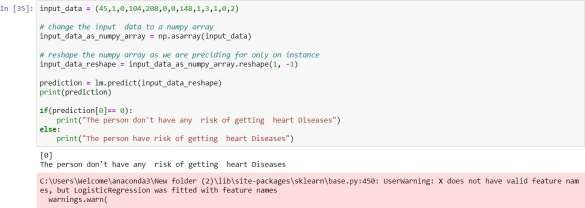 In [35]: input_data = (45,1,0,104,208,0,0,148,1,3,1,0,2)
# change the input  data to a numpy array
input_data_as_numpy_array = np.asarray(input_data)
# reshape the numpy array as we are preciding for only on instance
input_data_reshape = input_data_as_numpy_array.reshape(1, -1)
prediction = lm.predict(input_data_reshape)
print(prediction)
if(prediction[0]== 0):
    print("The person don't have any  risk of getting  heart Diseases")
else:
    print("The person have risk of getting  heart Diseases")
[0]
The person don't have any  risk of getting  heart Diseases
C:\Users\Welcome\anaconda3\New folder (2)\lib\site-packages\sklearn\base.py:450: UserWarning: X does not have valid feature nam
es, but LogisticRegression was fitted with feature names
  warnings.warn(